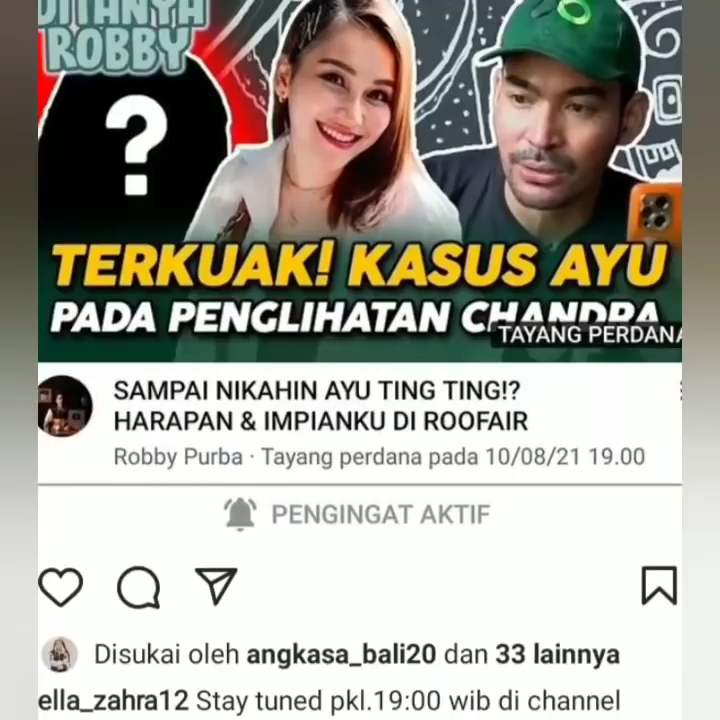 DITANYA
ROBBY
?
TERKUAK! KASUS AYU
PADA PENGLIHATAN CHANDRA
TAYANG PERDANA
SAMPAI NIKAHIN AYU TING TING!?
HARAPAN & IMPIANKU DI ROOFAIR
Robby Purba · Tayang perdana pada 10/08/21 19.00
PENGINGAT AKTIF
Disukai oleh angkasa_bali20 dan 33 lainnya
ella_zahra12 Stay tuned pkl.19:00 wib di channel